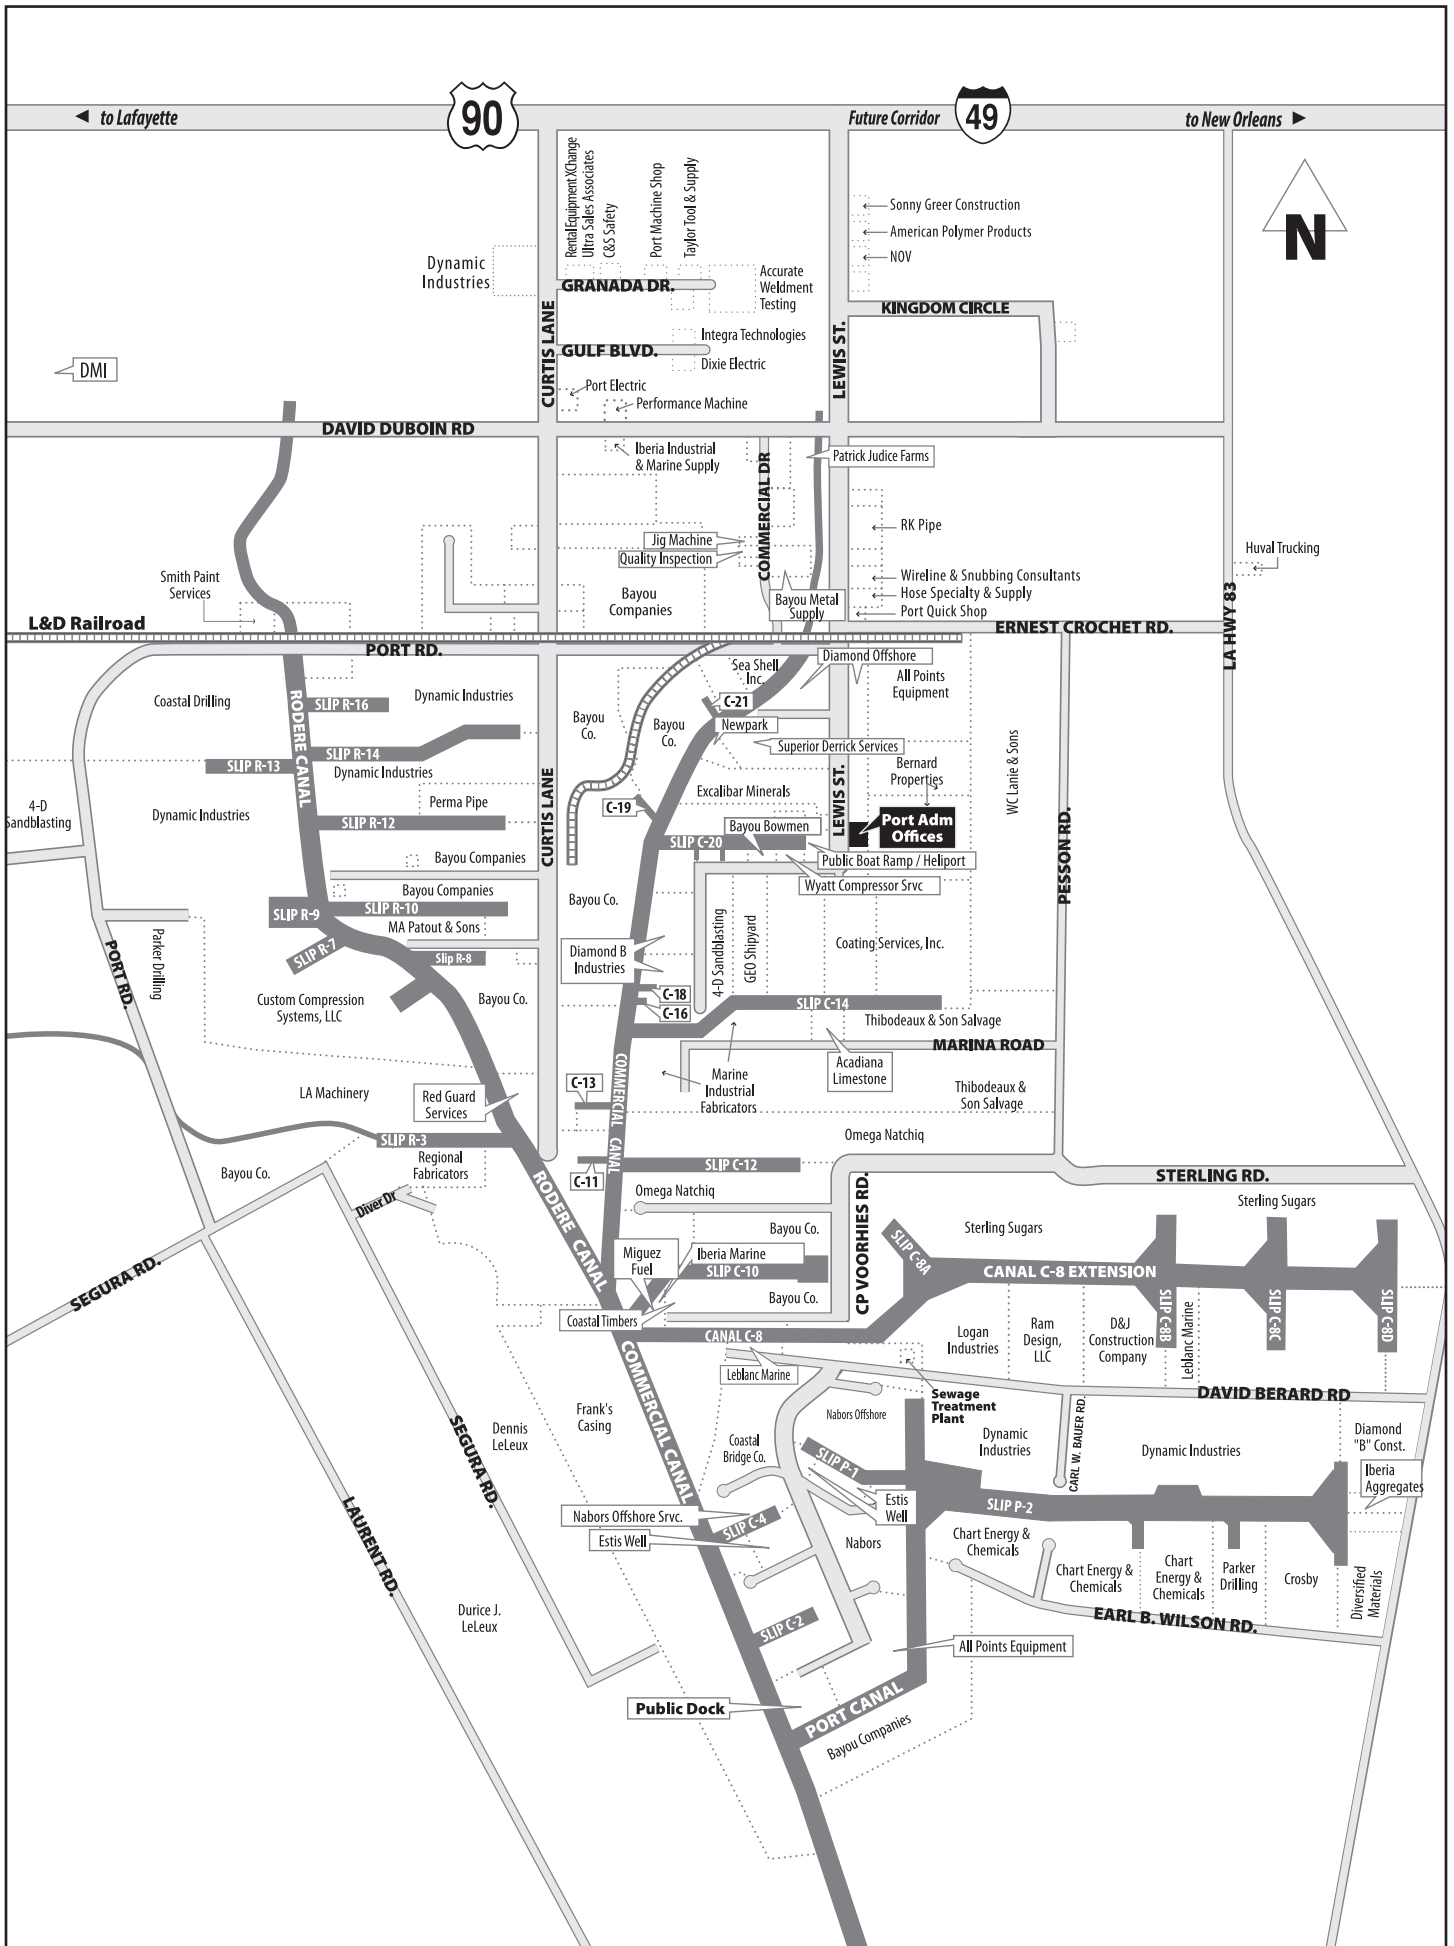 ◄ to Lafayette
90
Future Corridor
49
to New Orleans ►
N
Rental Equipment XChange
Ultra Sales Associates
C&S Safety
Port Machine Shop
Taylor Tool & Supply
Sonny Greer Construction
American Polymer Products
NOV
Dynamic
Industries
Accurate
Weldment
Testing
GRANADA DR.
KINGDOM CIRCLE
CURTIS LANE
LEWIS ST.
Integra Technologies
GULF BLVD.
Dixie Electric
DMI
Port Electric
Performance Machine
DAVID DUBOIN RD
Iberia Industrial
& Marine Supply
COMMERCIAL DR
Patrick Judice Farms
RK Pipe
Jig Machine
Quality Inspection
Huval Trucking
Smith Paint
Services
Bayou
Companies
Wireline & Snubbing Consultants
Hose Specialty & Supply
Port Quick Shop
Bayou Metal
Supply
LA HWY 83
L&D Railroad
ERNEST CROCHET RD.
PORT RD.
Sea Shell
Inc.
Diamond Offshore
All Points
Equipment
Coastal Drilling
RODERE CANAL
SLIP R-16
Dynamic Industries
C-21
Bayou
Co.
Bayou
Co.
Newpark
Superior Derrick Services
SLIP R-14
SLIP R-13
Dynamic Industries
Bernard
Properties
WC Lanie & Sons
Excalibar Minerals
4-D
Sandblasting
Dynamic Industries
Perma Pipe
CURTIS LANE
C-19
LEWIS ST.
Port Adm
Offices
SLIP R-12
Bayou Bowmen
SLIP C-20
Public Boat Ramp / Heliport
Bayou Companies
Wyatt Compressor Srvc
PESSON RD.
Bayou Companies
Bayou Co.
SLIP R-9
SLIP R-10
MA Patout & Sons
PORT RD.
Parker Drilling
SLIP R-7
Slip R-8
Diamond B
Industries
4-D Sandblasting
GEO Shipyard
Coating Services, Inc.
Custom Compression
Systems, LLC
Bayou Co.
C-18
C-16
SLIP C-14
Thibodeaux & Son Salvage
MARINA ROAD
COMMERCIAL CANAL
Marine
Industrial
Fabricators
Acadiana
Limestone
C-13
LA Machinery
Red Guard
Services
Thibodeaux &
Son Salvage
SLIP R-3
Omega Natchiq
Regional
Fabricators
Bayou Co.
C-11
SLIP C-12
STERLING RD.
Diver Dr
RODERE CANAL
Omega Natchiq
CP VOORHIES RD.
Sterling Sugars
Sterling Sugars
Bayou Co.
SLIP C-8A
Miguez
Fuel
Iberia Marine
SLIP C-10
CANAL C-8 EXTENSION
SEGURA RD.
Bayou Co.
SLIP C-8B
SLIP C-8C
SLIP C-8D
Coastal Timbers
CANAL C-8
Logan
Industries
Ram
Design,
LLC
D&J
Construction
Company
Leblanc Marine
COMMERCIAL CANAL
Leblanc Marine
DAVID BERARD RD
Sewage
Treatment
Plant
CARL W. BAUER RD.
Frank's
Casing
Nabors Offshore
SEGURA RD.
Dennis
LeLeux
Coastal
Bridge Co.
Dynamic
Industries
Dynamic Industries
Diamond
"B" Const.
SLIP P-1
Iberia
Aggregates
LAURENT RD.
Estis
Well
SLIP P-2
Nabors Offshore Srvc.
SLIP C-4
Estis Well
Nabors
Chart Energy &
Chemicals
Chart Energy &
Chemicals
Chart
Energy &
Chemicals
Parker
Drilling
Crosby
Diversified
Materials
Durice J.
LeLeux
SLIP C-2
EARL B. WILSON RD.
All Points Equipment
Public Dock
PORT CANAL
Bayou Companies